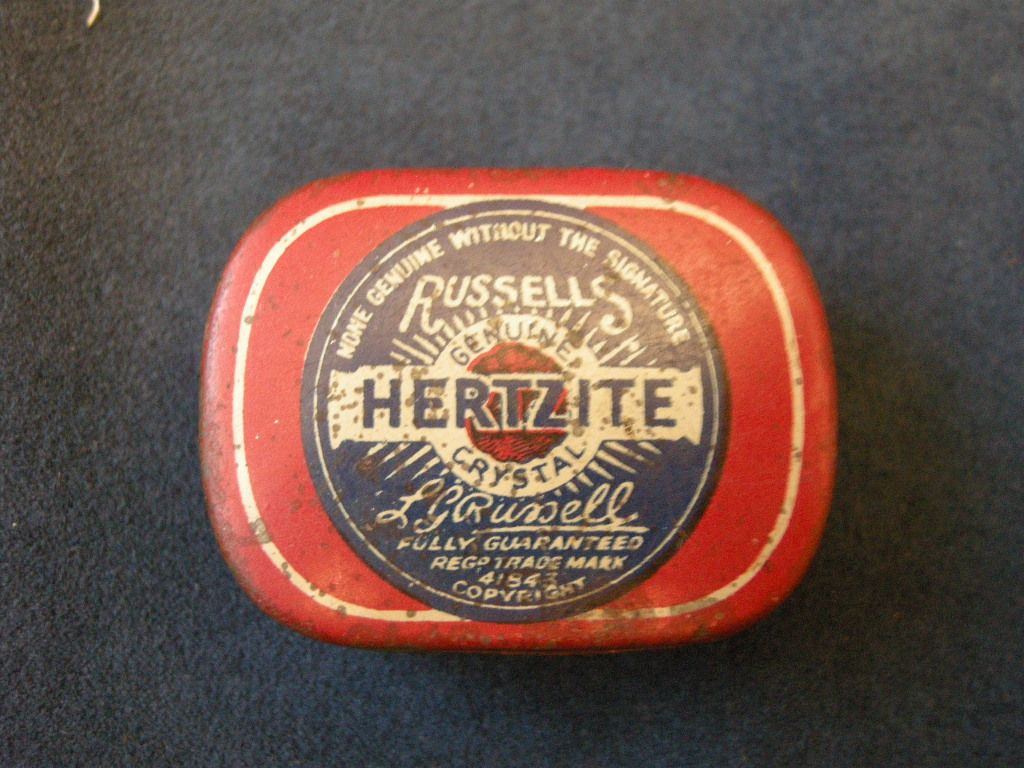 NONE GENUINE WITHOUT THE SIGNATURE
RUSSELLS
GENUINE
HERTZITE
CRYSTAL
L G Russell
FULLY GUARANTEED
REGD TRADE MARK
41843
COPYRIGHT